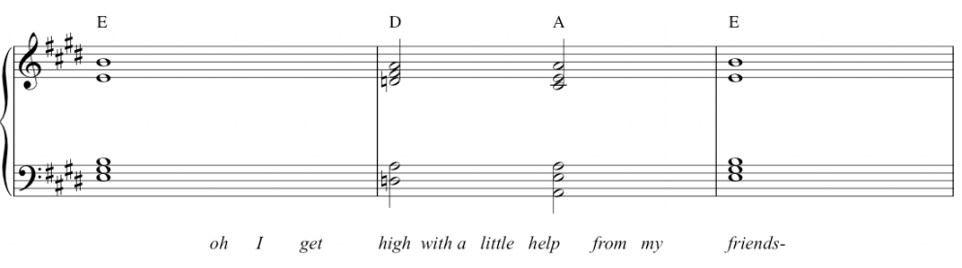 E D A E
oh I get high with a little help from my friends-